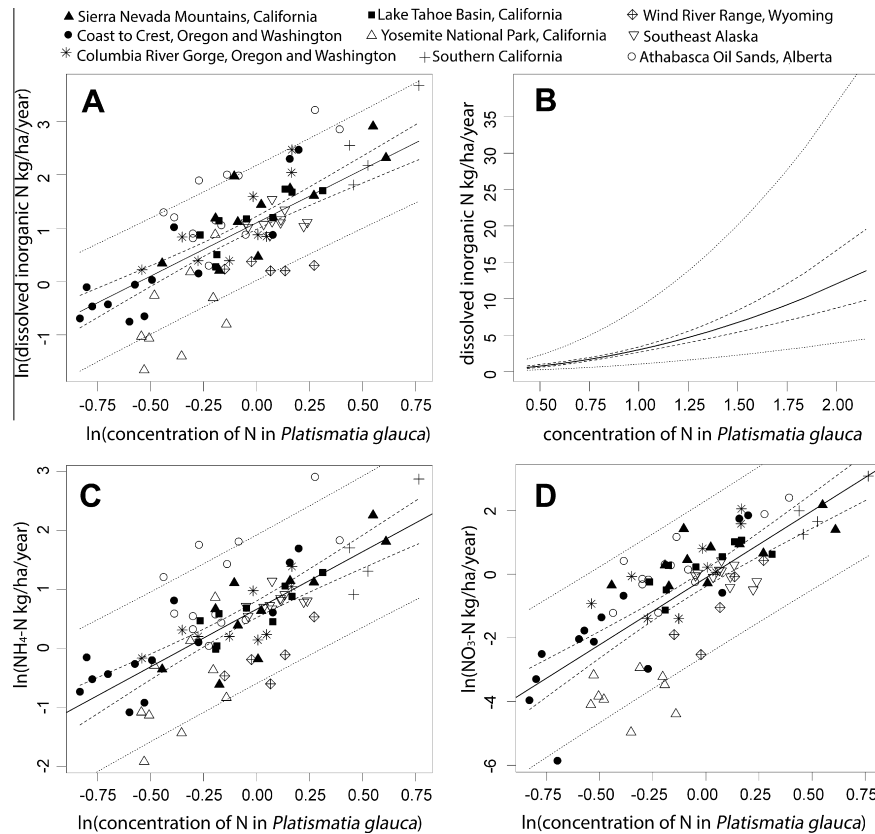 ▲ Sierra Nevada Mountains, California ■ Lake Tahoe Basin, California Wind River Range, Wyoming
● Coast to Crest, Oregon and Washington △ Yosemite National Park, California ▽ Southeast Alaska
✳ Columbia River Gorge, Oregon and Washington + Southern California ○ Athabasca Oil Sands, Alberta
A
ln(dissolved inorganic N kg/ha/year)
3
2
1
0
-1
-0.75 -0.50 -0.25 0.00 0.25 0.50 0.75
ln(concentration of N in Platismatia glauca)
B
dissolved inorganic N kg/ha/year
35
30
25
20
15
10
5
0
0.50 0.75 1.00 1.25 1.50 1.75 2.00
concentration of N in Platismatia glauca
C
ln(NH4-N kg/ha/year)
3
2
1
0
-1
-2
-0.75 -0.50 -0.25 0.00 0.25 0.50 0.75
ln(concentration of N in Platismatia glauca)
D
ln(NO3-N kg/ha/year)
2
0
-2
-4
-6
-0.75 -0.50 -0.25 0.00 0.25 0.50 0.75
ln(concentration of N in Platismatia glauca)